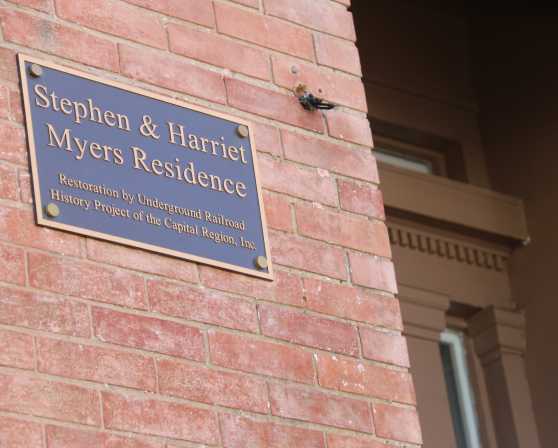 Stephen & Harriet
Myers Residence
Restoration by Underground Railroad
History Project of the Capital Region, Inc.